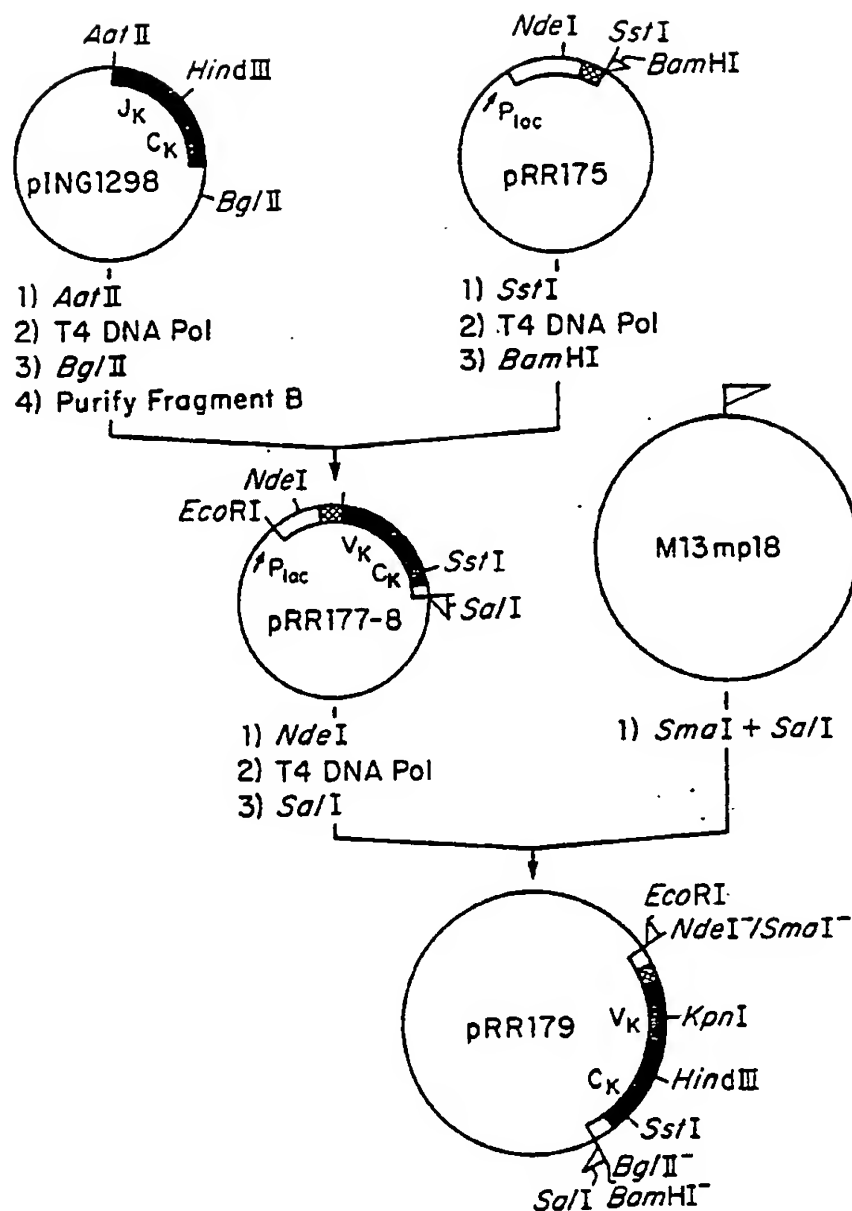 AatII
HindIII
JK
CK
pING1298
BglII
1) AatII
2) T4 DNA Pol
3) BglII
4) Purify Fragment B
NdeI
SstI
BamHI
Plac
pRR175
1) SstI
2) T4 DNA Pol
3) BamHI
NdeI
EcoRI
Plac
VK
CK
SstI
SalI
pRR177-8
M13mp18
1) NdeI
2) T4 DNA Pol
3) SalI
1) SmaI + SalI
EcoRI
NdeI⁻/SmaI⁻
pRR179
VK
KpnI
CK
HindIII
SstI
BglII⁻
SalI BamHI⁻